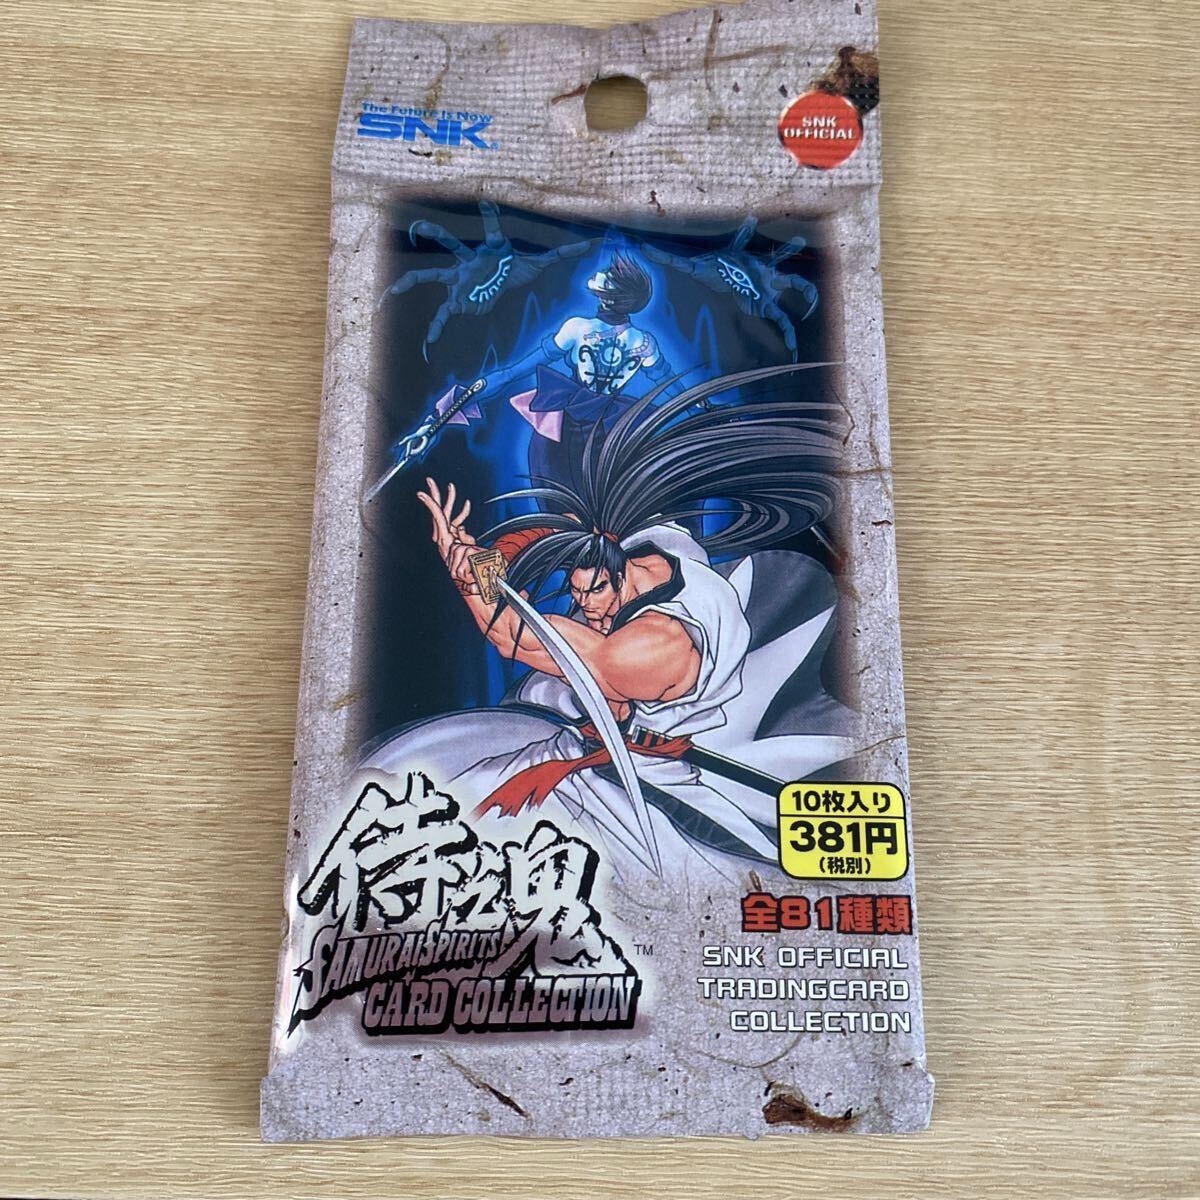 The Future Is Now
SNK®
SNK
OFFICIAL
10枚入り
381円
(税別)
侍魂
SAMURAI SPIRITS
CARD COLLECTION
TM
全81種類
SNK OFFICIAL
TRADINGCARD
COLLECTION